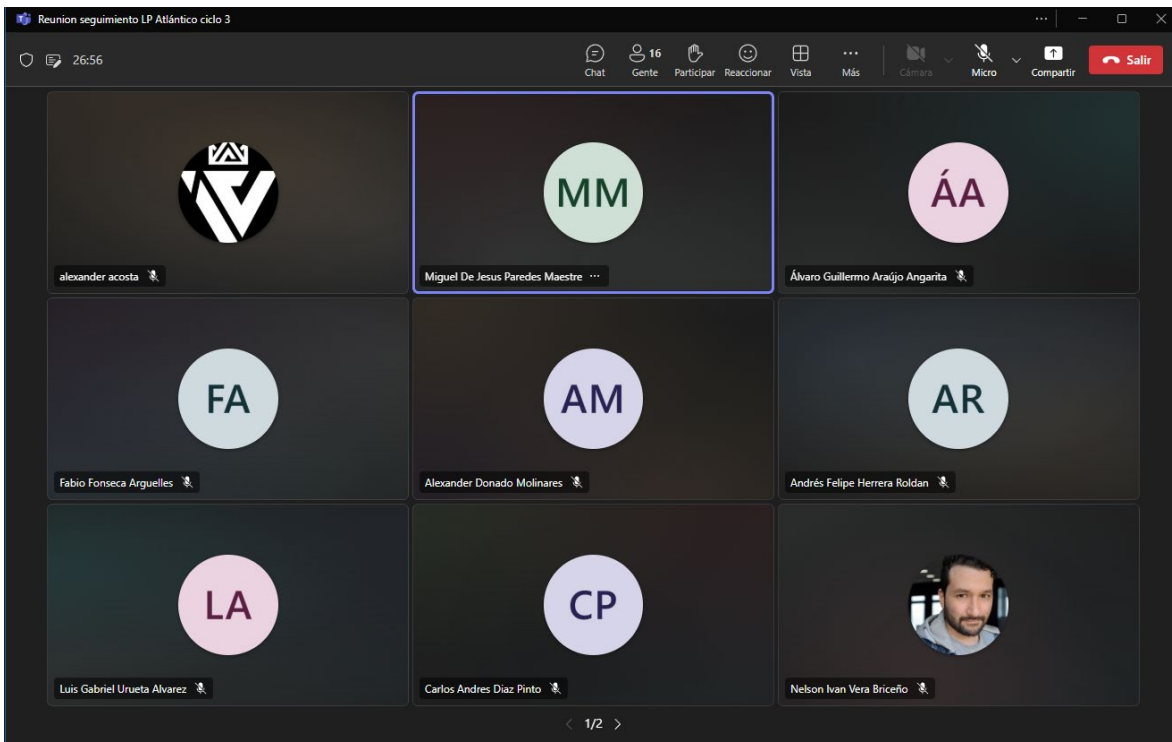 Reunion seguimiento LP Atlántico ciclo 3
26:56
16
Chat
Gente
Participar
Reaccionar
Vista
Más
Cámara
Micro
Compartir
Salir
alexander acosta
MM
Miguel De Jesus Paredes Maestre
ÁA
Álvaro Guillermo Araújo Angarita
FA
Fabio Fonseca Arguelles
AM
Alexander Donado Molinares
AR
Andrés Felipe Herrera Roldan
LA
Luis Gabriel Urueta Alvarez
CP
Carlos Andres Diaz Pinto
Nelson Ivan Vera Briceño
1/2